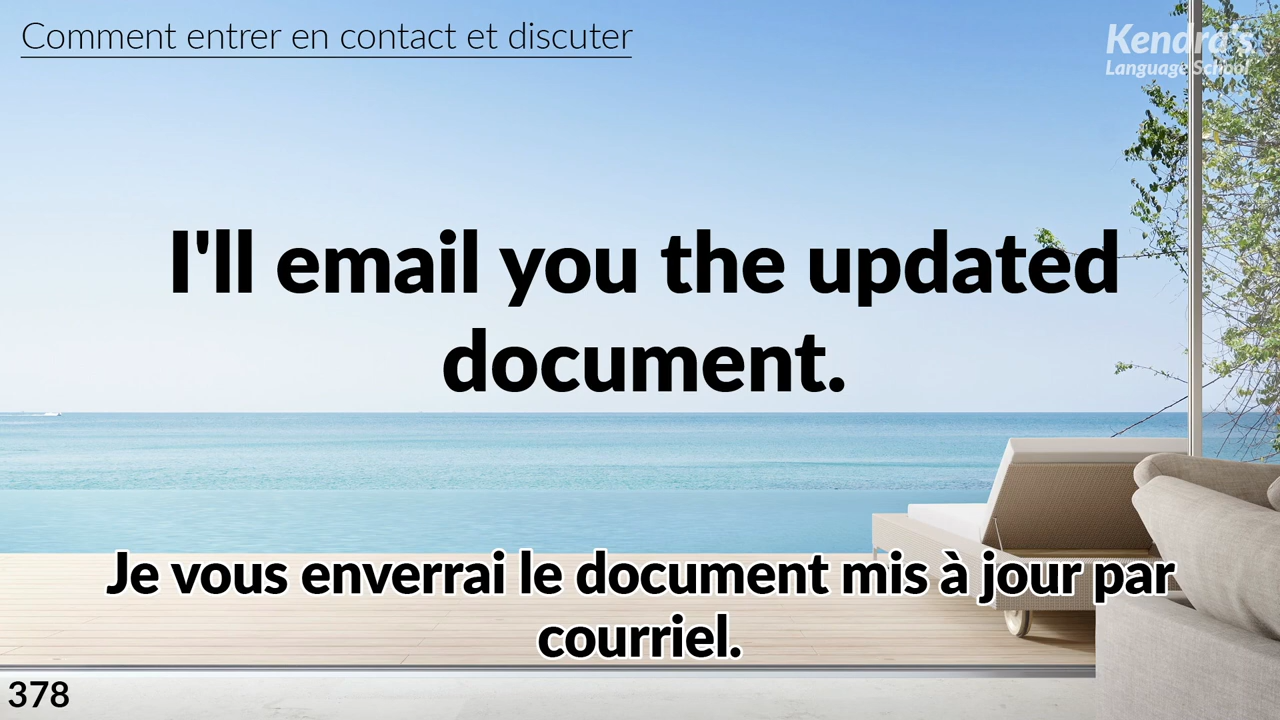 Comment entrer en contact et discuter
Kendra's
Language School
I'll email you the updated
document.
Je vous enverrai le document mis à jour par
courriel.
378